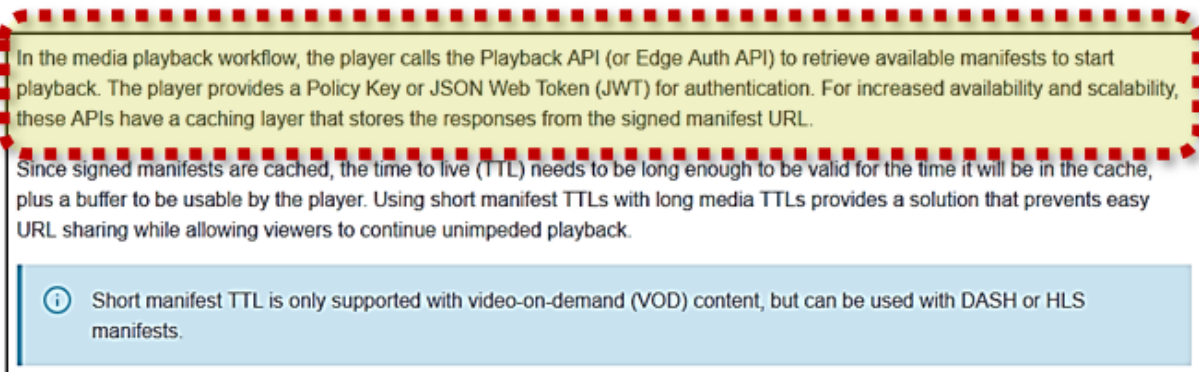 In the media playback workflow, the player calls the Playback API (or Edge Auth API) to retrieve available manifests to start
playback. The player provides a Policy Key or JSON Web Token (JWT) for authentication. For increased availability and scalability,
these APIs have a caching layer that stores the responses from the signed manifest URL.
Since signed manifests are cached, the time to live (TTL) needs to be long enough to be valid for the time it will be in the cache,
plus a buffer to be usable by the player. Using short manifest TTLs with long media TTLs provides a solution that prevents easy
URL sharing while allowing viewers to continue unimpeded playback.
Short manifest TTL is only supported with video-on-demand (VOD) content, but can be used with DASH or HLS
manifests.